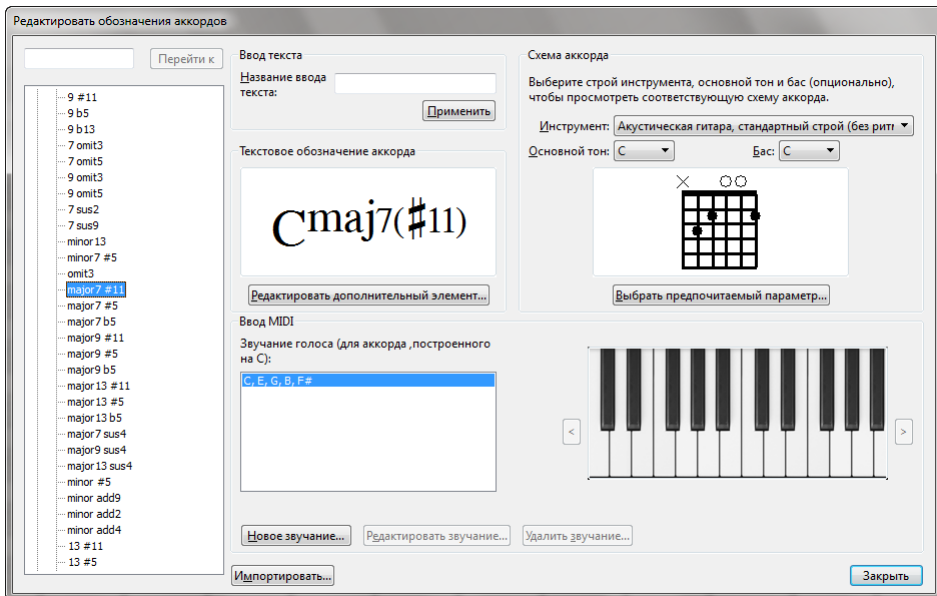 Редактировать обозначения аккордов
Перейти к
9 #11
9 b5
9 b13
7 omit3
7 omit5
9 omit3
9 omit5
7 sus2
7 sus9
minor 13
minor7 #5
omit3
major7 #11
major7 #5
major7 b5
major9 #11
major9 #5
major9 b5
major13 #11
major13 #5
major13 b5
major7 sus4
major9 sus4
major13 sus4
minor #5
minor add9
minor add2
minor add4
13 #11
13 #5
Ввод текста
Название ввода
текста:
Применить
Текстовое обозначение аккорда
Cmaj7(♯11)
Редактировать дополнительный элемент...
Схема аккорда
Выберите строй инструмента, основной тон и бас (опционально),
чтобы просмотреть соответствующую схему аккорда.
Инструмент: Акустическая гитара, стандартный строй (без ритм
Основной тон: C Бас: C
Выбрать предпочитаемый параметр...
Ввод MIDI
Звучание голоса (для аккорда ,построенного
на C):
C, E, G, B, F#
< >
Новое звучание... Редактировать звучание... Удалить звучание...
Импортировать... Закрыть